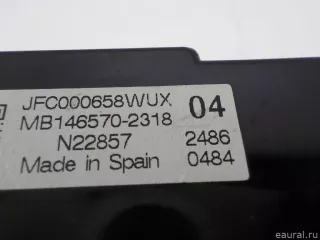 JFC000658WUX 04
MB146570-2318
N22857 2486
Made in Spain 0484
eaural.ru